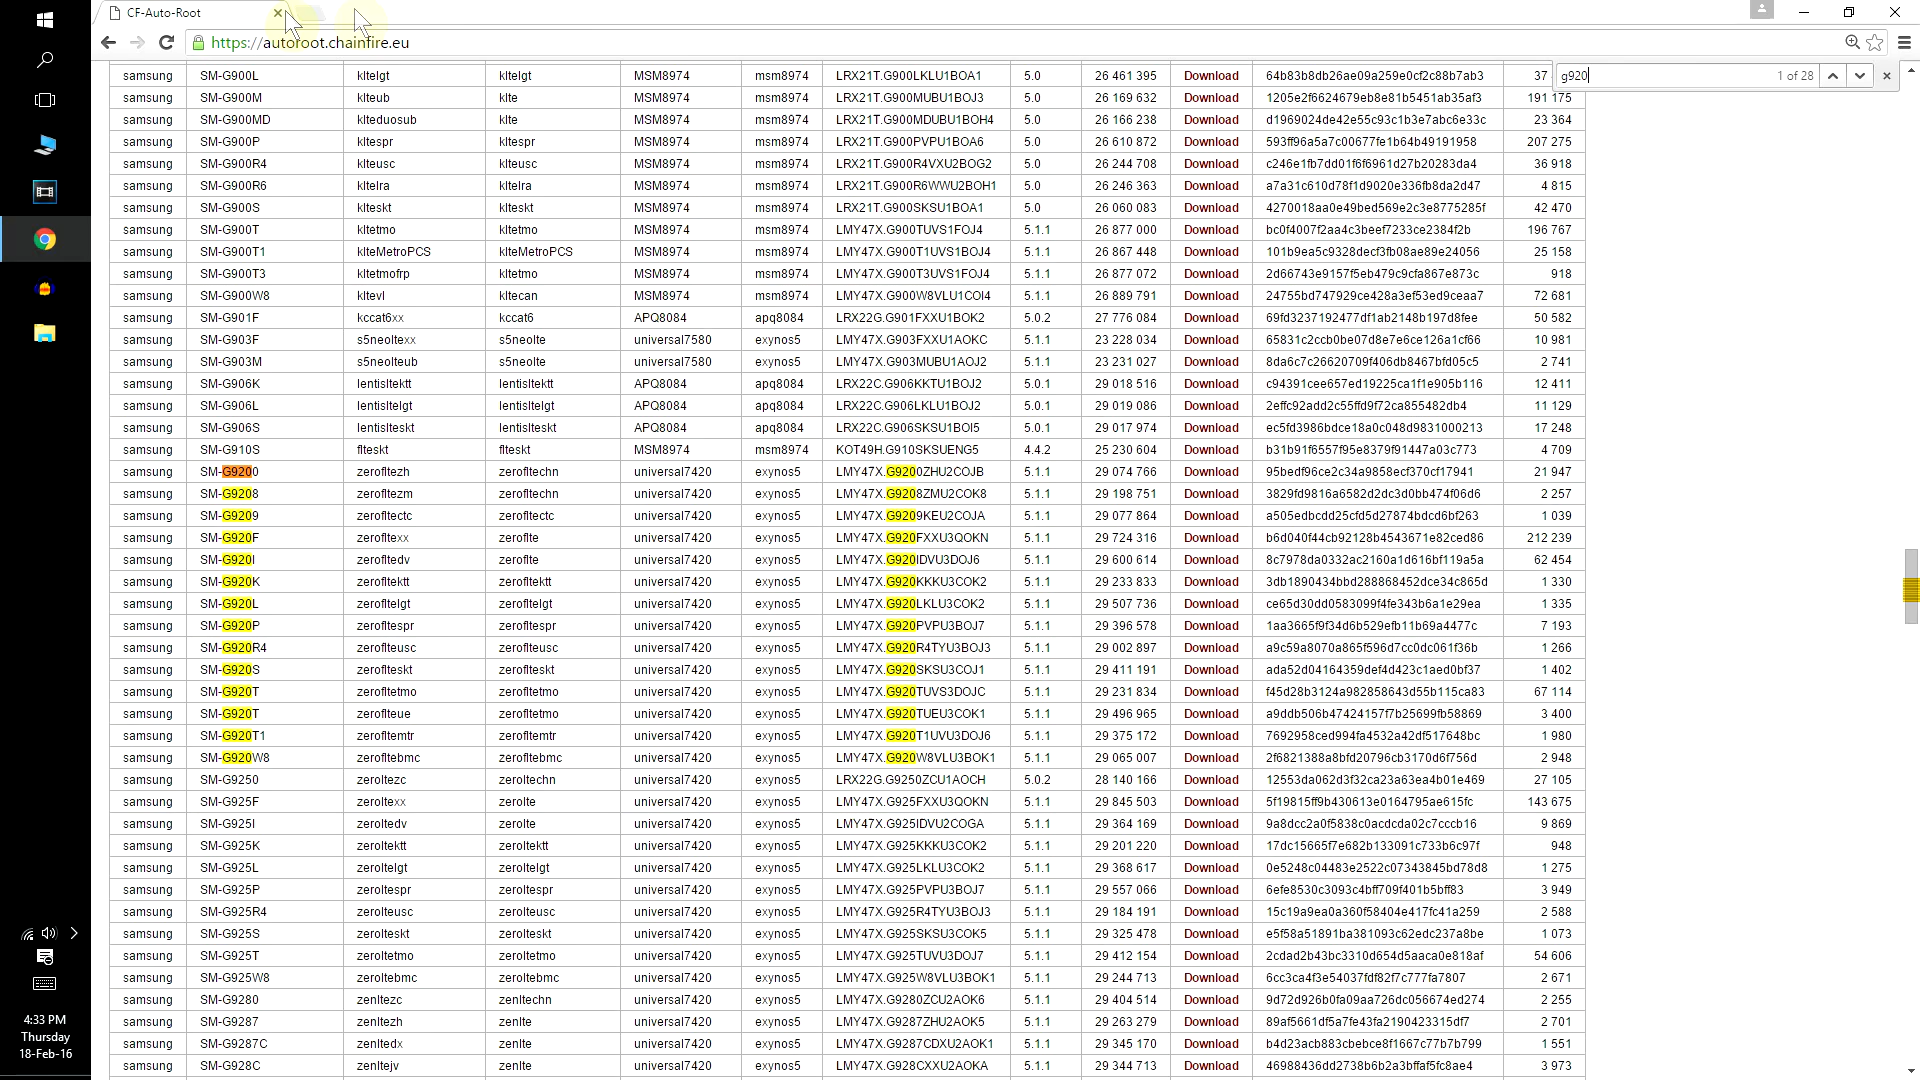 CF-Auto-Root
https://autoroot.chainfire.eu
g920 1 of 28
samsung SM-G900L kltelgt kltelgt MSM8974 msm8974 LRX21T.G900LKLU1BOA1 5.0 26 461 395 Download 64b83b8db26ae09a259e0cf2c88b7ab3 37
samsung SM-G900M klteub klte MSM8974 msm8974 LRX21T.G900MUBU1BOJ3 5.0 26 169 632 Download 1205e2f6624679eb8e81b5451ab35af3 191 175
samsung SM-G900MD klteduosub klte MSM8974 msm8974 LRX21T.G900MDUBU1BOH4 5.0 26 166 238 Download d1969024de42e55c93c1b3e7abc6e33c 23 364
samsung SM-G900P kltespr kltespr MSM8974 msm8974 LRX21T.G900PVPU1BOA6 5.0 26 610 872 Download 593ff96a5a7c00677fe1b64b49191958 207 275
samsung SM-G900R4 klteusc klteusc MSM8974 msm8974 LRX21T.G900R4VXU2BOG2 5.0 26 244 708 Download c246e1fb7dd01f6f6961d27b20283da4 36 918
samsung SM-G900R6 kltelra kltelra MSM8974 msm8974 LRX21T.G900R6WWU2BOH1 5.0 26 246 363 Download a7a31c610d78f1d9020e336fb8da2d47 4 815
samsung SM-G900S klteskt klteskt MSM8974 msm8974 LRX21T.G900SKSU1BOA1 5.0 26 060 083 Download 4270018aa0e49bed569e2c3e8775285f 42 470
samsung SM-G900T kltetmo kltetmo MSM8974 msm8974 LMY47X.G900TUVS1FOJ4 5.1.1 26 877 000 Download bc0f4007f2aa4c3beef7233ce2384f2b 196 767
samsung SM-G900T1 klteMetroPCS klteMetroPCS MSM8974 msm8974 LMY47X.G900T1UVS1BOJ4 5.1.1 26 867 448 Download 101b9ea5c9328decf3fb08ae89e24056 25 158
samsung SM-G900T3 kltetmofrp kltetmo MSM8974 msm8974 LMY47X.G900T3UVS1FOJ4 5.1.1 26 877 072 Download 2d66743e9157f5eb479c9cfa867e873c 918
samsung SM-G900W8 kltevl kltecan MSM8974 msm8974 LMY47X.G900W8VLU1COI4 5.1.1 26 889 791 Download 24755bd747929ce428a3ef53ed9ceaa7 72 681
samsung SM-G901F kccat6xx kccat6 APQ8084 apq8084 LRX22G.G901FXXU1BOK2 5.0.2 27 776 084 Download 69fd3237192477df1ab2148b197d8fee 50 582
samsung SM-G903F s5neoltexx s5neolte universal7580 exynos5 LMY47X.G903FXXU1AOKC 5.1.1 23 228 034 Download 65831c2ccb0be07d8e7e6ce126a1cf66 10 981
samsung SM-G903M s5neolteub s5neolte universal7580 exynos5 LMY47X.G903MUBU1AOJ2 5.1.1 23 231 027 Download 8da6c7c26620709f406db8467bfd05c5 2 741
samsung SM-G906K lentisltektt lentisltektt APQ8084 apq8084 LRX22C.G906KKTU1BOJ2 5.0.1 29 018 516 Download c94391cee657ed19225ca1f1e905b116 12 411
samsung SM-G906L lentisltelgt lentisltelgt APQ8084 apq8084 LRX22C.G906LKLU1BOJ2 5.0.1 29 019 086 Download 2effc92add2c55ffd9f72ca855482db4 11 129
samsung SM-G906S lentislteskt lentislteskt APQ8084 apq8084 LRX22C.G906SKSU1BOI5 5.0.1 29 017 974 Download ec5fd3986bdce18a0c048d9831000213 17 248
samsung SM-G910S flteskt flteskt MSM8974 msm8974 KOT49H.G910SKSUENG5 4.4.2 25 230 604 Download b31b91f6557f95e8379f91447a03c773 4 709
samsung SM-G9200 zerofltezh zerofltechn universal7420 exynos5 LMY47X.G9200ZHU2COJB 5.1.1 29 074 766 Download 95bedf96ce2c34a9858ecf370cf17941 21 947
samsung SM-G9208 zerofltezm zerofltechn universal7420 exynos5 LMY47X.G9208ZMU2COK8 5.1.1 29 198 751 Download 3829fd9816a6582d2dc3d0bb474f06d6 2 257
samsung SM-G9209 zerofltectc zerofltectc universal7420 exynos5 LMY47X.G9209KEU2COJA 5.1.1 29 077 864 Download a505edbcdd25cfd5d27874bdcd6bf263 1 039
samsung SM-G920F zerofltexx zeroflte universal7420 exynos5 LMY47X.G920FXXU3QOKN 5.1.1 29 724 316 Download b6d040f44cb92128b4543671e82ced86 212 239
samsung SM-G920I zerofltedv zeroflte universal7420 exynos5 LMY47X.G920IDVU3DOJ6 5.1.1 29 600 614 Download 8c7978da0332ac2160a1d616bf119a5a 62 454
samsung SM-G920K zerofltektt zerofltektt universal7420 exynos5 LMY47X.G920KKKU3COK2 5.1.1 29 233 833 Download 3db1890434bbd288868452dce34c865d 1 330
samsung SM-G920L zerofltelgt zerofltelgt universal7420 exynos5 LMY47X.G920LKLU3COK2 5.1.1 29 507 736 Download ce65d30dd0583099f4fe343b6a1e29ea 1 335
samsung SM-G920P zerofltespr zerofltespr universal7420 exynos5 LMY47X.G920PVPU3BOJ7 5.1.1 29 396 578 Download 1aa3665f9f34d6b529efb11b69a4477c 7 193
samsung SM-G920R4 zeroflteusc zeroflteusc universal7420 exynos5 LMY47X.G920R4TYU3BOJ3 5.1.1 29 002 897 Download a9c59a8070a865f596d7cc0dc061f36b 1 266
samsung SM-G920S zeroflteskt zeroflteskt universal7420 exynos5 LMY47X.G920SKSU3COJ1 5.1.1 29 411 191 Download ada52d04164359def4d423c1aed0bf37 1 402
samsung SM-G920T zerofltetmo zerofltetmo universal7420 exynos5 LMY47X.G920TUVS3DOJC 5.1.1 29 231 834 Download f45d28b3124a982858643d55b115ca83 67 114
samsung SM-G920T zeroflteue zerofltetmo universal7420 exynos5 LMY47X.G920TUEU3COK1 5.1.1 29 496 965 Download a9ddb506b47424157f7b25699fb58869 3 400
samsung SM-G920T1 zerofltemtr zerofltemtr universal7420 exynos5 LMY47X.G920T1UVU3DOJ6 5.1.1 29 375 172 Download 7692958ced994fa4532a42df517648bc 1 980
samsung SM-G920W8 zerofltebmc zerofltebmc universal7420 exynos5 LMY47X.G920W8VLU3BOK1 5.1.1 29 065 007 Download 2f6821388a8bfd20796cb3170d6f756d 2 948
samsung SM-G9250 zeroltezc zeroltechn universal7420 exynos5 LRX22G.G9250ZCU1AOCH 5.0.2 28 140 166 Download 12553da062d3f32ca23a63ea4b01e469 27 105
samsung SM-G925F zeroltexx zerolte universal7420 exynos5 LMY47X.G925FXXU3QOKN 5.1.1 29 845 503 Download 5f19815ff9b430613e0164795ae615fc 143 675
samsung SM-G925I zeroltedv zerolte universal7420 exynos5 LMY47X.G925IDVU2COGA 5.1.1 29 364 169 Download 9a8dcc2a0f5838c0acdcda02c7cccb16 9 869
samsung SM-G925K zeroltektt zeroltektt universal7420 exynos5 LMY47X.G925KKKU3COK2 5.1.1 29 201 220 Download 17dc15665f7e682b133091c733b6c97f 948
samsung SM-G925L zeroltelgt zeroltelgt universal7420 exynos5 LMY47X.G925LKLU3COK2 5.1.1 29 368 617 Download 0e5248c04483e2522c07343845bd78d8 1 275
samsung SM-G925P zeroltespr zeroltespr universal7420 exynos5 LMY47X.G925PVPU3BOJ7 5.1.1 29 557 066 Download 6efe8530c3093c4bff709f401b5bff83 3 949
samsung SM-G925R4 zerolteusc zerolteusc universal7420 exynos5 LMY47X.G925R4TYU3BOJ3 5.1.1 29 184 191 Download 15c19a9ea0a360f58404e417fc41a259 2 588
samsung SM-G925S zerolteskt zerolteskt universal7420 exynos5 LMY47X.G925SKSU3COK5 5.1.1 29 325 478 Download e5f58a51891ba381093c62edc237a8be 1 073
samsung SM-G925T zeroltetmo zeroltetmo universal7420 exynos5 LMY47X.G925TUVU3DOJ7 5.1.1 29 412 154 Download 2cdad2b43bc3310d654d5aaca0e818af 54 606
samsung SM-G925W8 zeroltebmc zeroltebmc universal7420 exynos5 LMY47X.G925W8VLU3BOK1 5.1.1 29 244 713 Download 6cc3ca4f3e54037fdf82f7c777fa7807 2 671
samsung SM-G9280 zenltezc zenltechn universal7420 exynos5 LMY47X.G9280ZCU2AOK6 5.1.1 29 404 514 Download 9d72d926b0fa09aa726dc056674ed274 2 255
samsung SM-G9287 zenltezh zenlte universal7420 exynos5 LMY47X.G9287ZHU2AOK5 5.1.1 29 263 279 Download 89af5661df5a7fe43fa2190423315df7 2 701
samsung SM-G9287C zenltedx zenlte universal7420 exynos5 LMY47X.G9287CDXU2AOK1 5.1.1 29 345 170 Download b4d23acb883cbebce8f1667c77b7b799 1 551
samsung SM-G928C zenltejv zenlte universal7420 exynos5 LMY47X.G928CXXU2AOKA 5.1.1 29 344 713 Download 46988436dd2738b6b2a3bffaf5fc8ae4 3 973
4:33 PM
Thursday
18-Feb-16